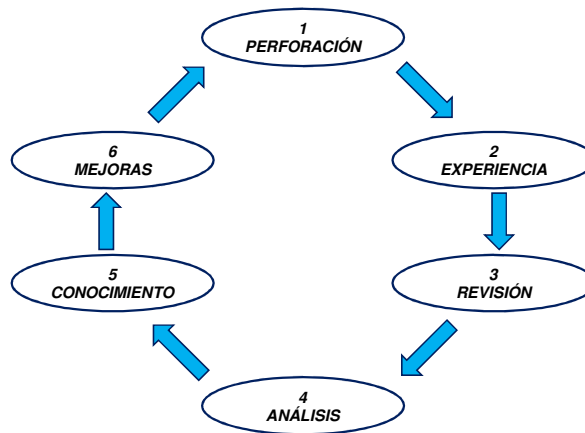 1
PERFORACIÓN
2
EXPERIENCIA
3
REVISIÓN
4
ANÁLISIS
5
CONOCIMIENTO
6
MEJORAS